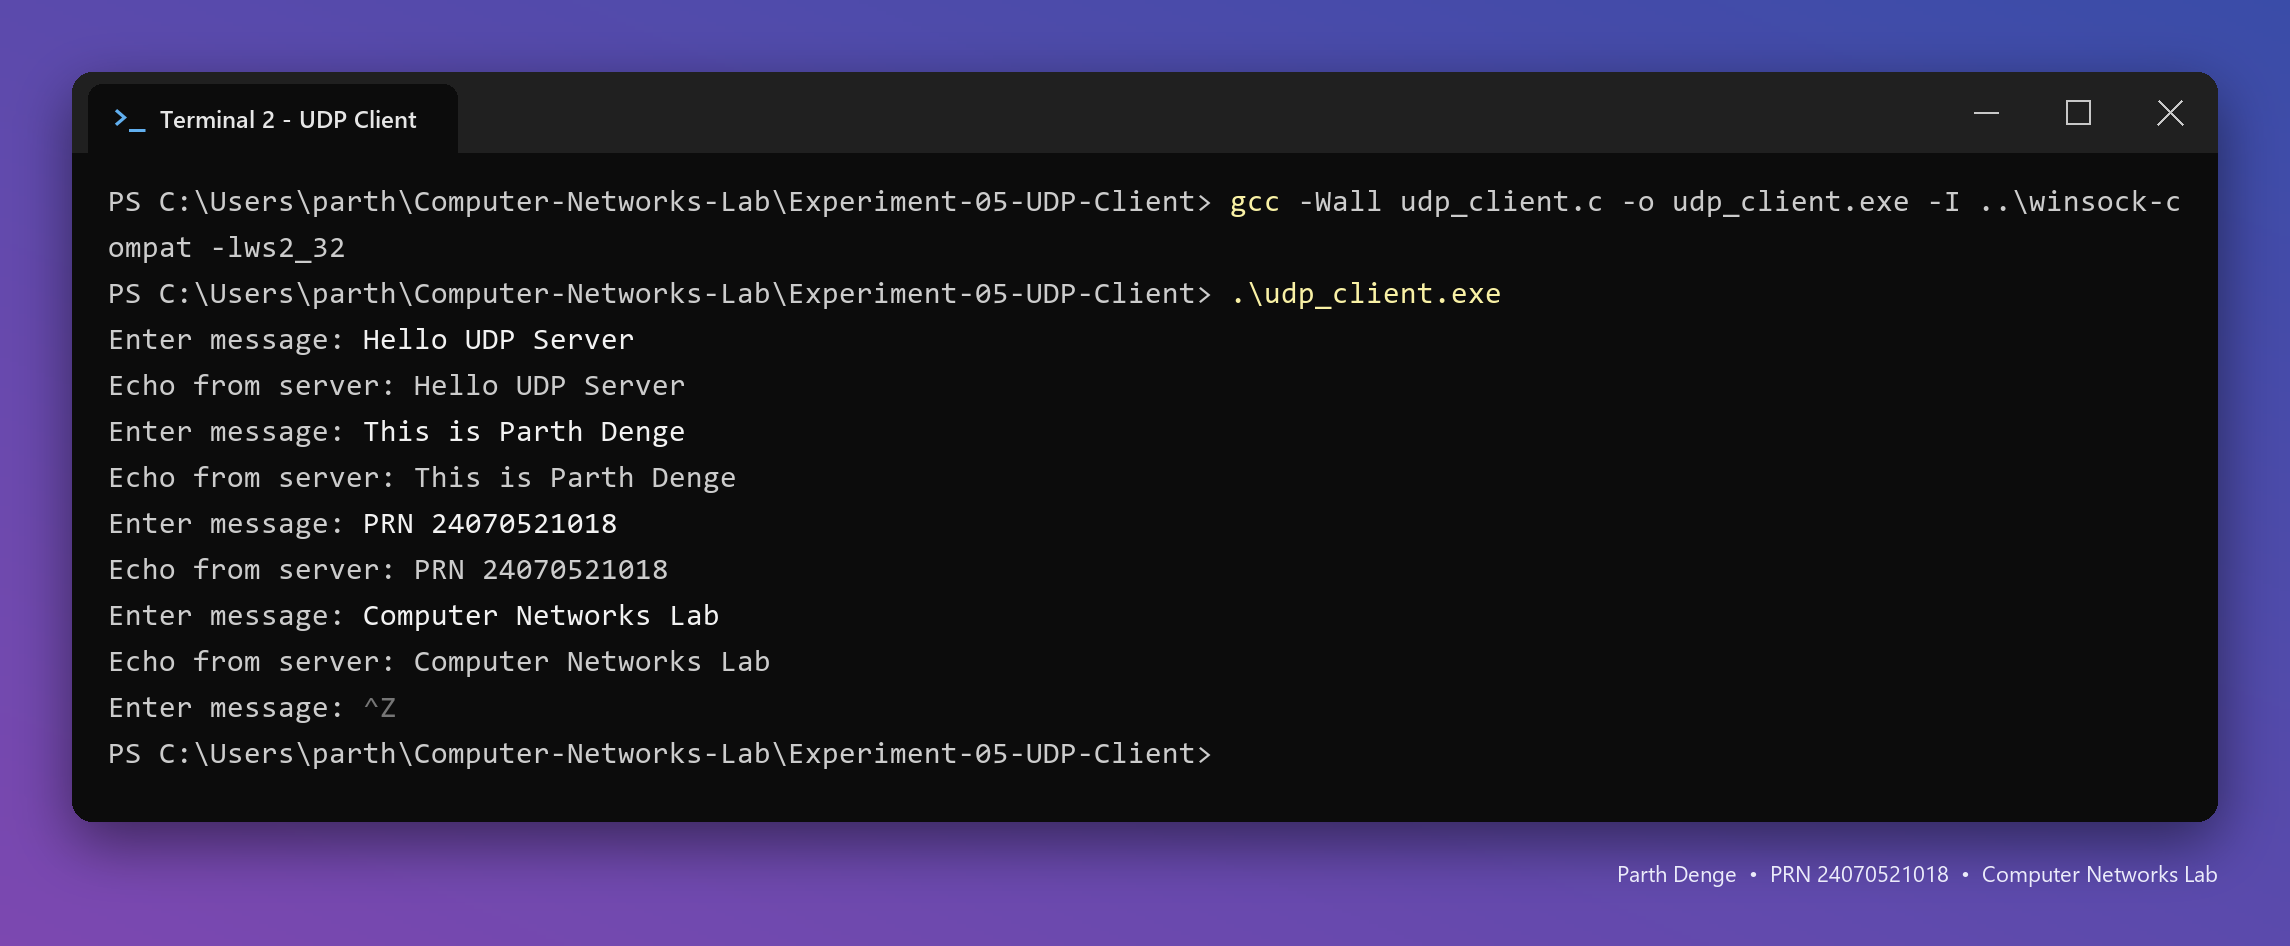 >_ Terminal 2 - UDP Client
PS C:\Users\parth\Computer-Networks-Lab\Experiment-05-UDP-Client> gcc -Wall udp_client.c -o udp_client.exe -I ..\winsock-c
ompat -lws2_32
PS C:\Users\parth\Computer-Networks-Lab\Experiment-05-UDP-Client> .\udp_client.exe
Enter message: Hello UDP Server
Echo from server: Hello UDP Server
Enter message: This is Parth Denge
Echo from server: This is Parth Denge
Enter message: PRN 24070521018
Echo from server: PRN 24070521018
Enter message: Computer Networks Lab
Echo from server: Computer Networks Lab
Enter message: ^Z
PS C:\Users\parth\Computer-Networks-Lab\Experiment-05-UDP-Client>
Parth Denge • PRN 24070521018 • Computer Networks Lab